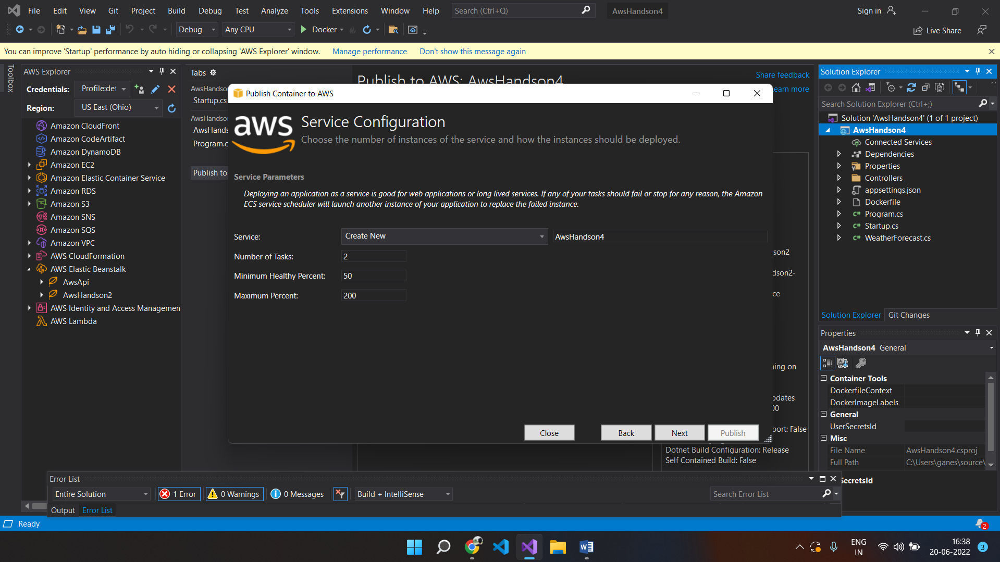 File Edit View Git Project Build Debug Test Analyze Tools Extensions Window Help Search (Ctrl+Q) AwsHandson4 Sign in
Debug Any CPU Docker Live Share
You can improve 'Startup' performance by auto hiding or collapsing 'AWS Explorer' window. Manage performance Don't show this message again
Toolbox
AWS Explorer
Credentials: Profile:def
Region: US East (Ohio)
Amazon CloudFront
Amazon CodeArtifact
Amazon DynamoDB
Amazon EC2
Amazon Elastic Container Service
Amazon RDS
Amazon S3
Amazon SNS
Amazon SQS
Amazon VPC
AWS CloudFormation
AWS Elastic Beanstalk
AwsApi
AwsHandson2
AWS Identity and Access Managemen
AWS Lambda
Tabs
AwsHandson
Startup.cs
AwsHandson
AwsHands
Program.c
Publish to
Publish to AWS: AwsHandson4
Share feedback
earn more
Publish Container to AWS
aws
Service Configuration
Choose the number of instances of the service and how the instances should be deployed.
Service Parameters
Deploying an application as a service is good for web applications or long lived services. If any of your tasks should fail or stop for any reason, the Amazon
ECS service scheduler will launch another instance of your application to replace the failed instance.
Service: Create New AwsHandson4
Number of Tasks: 2
Minimum Healthy Percent: 50
Maximum Percent: 200
Close Back Next Publish
son2
dson2-
ce
ing on
pdates
00
port: False
Dotnet Build Configuration: Release
Self Contained Build: False
Solution Explorer
Search Solution Explorer (Ctrl+;)
Solution 'AwsHandson4' (1 of 1 project)
AwsHandson4
Connected Services
Dependencies
Properties
Controllers
appsettings.json
Dockerfile
Program.cs
Startup.cs
WeatherForecast.cs
Solution Explorer Git Changes
Properties
AwsHandson4 General
Container Tools
DockerfileContext
DockerImageLabels
General
UserSecretsId
Misc
File Name AwsHandson4.csproj
Full Path C:\Users\ganes\source\
SecretsId
Error List
Entire Solution 1 Error 0 Warnings 0 Messages Build + IntelliSense Search Error List
Output Error List
Ready 2
ENG
IN
16:38
20-06-2022
3